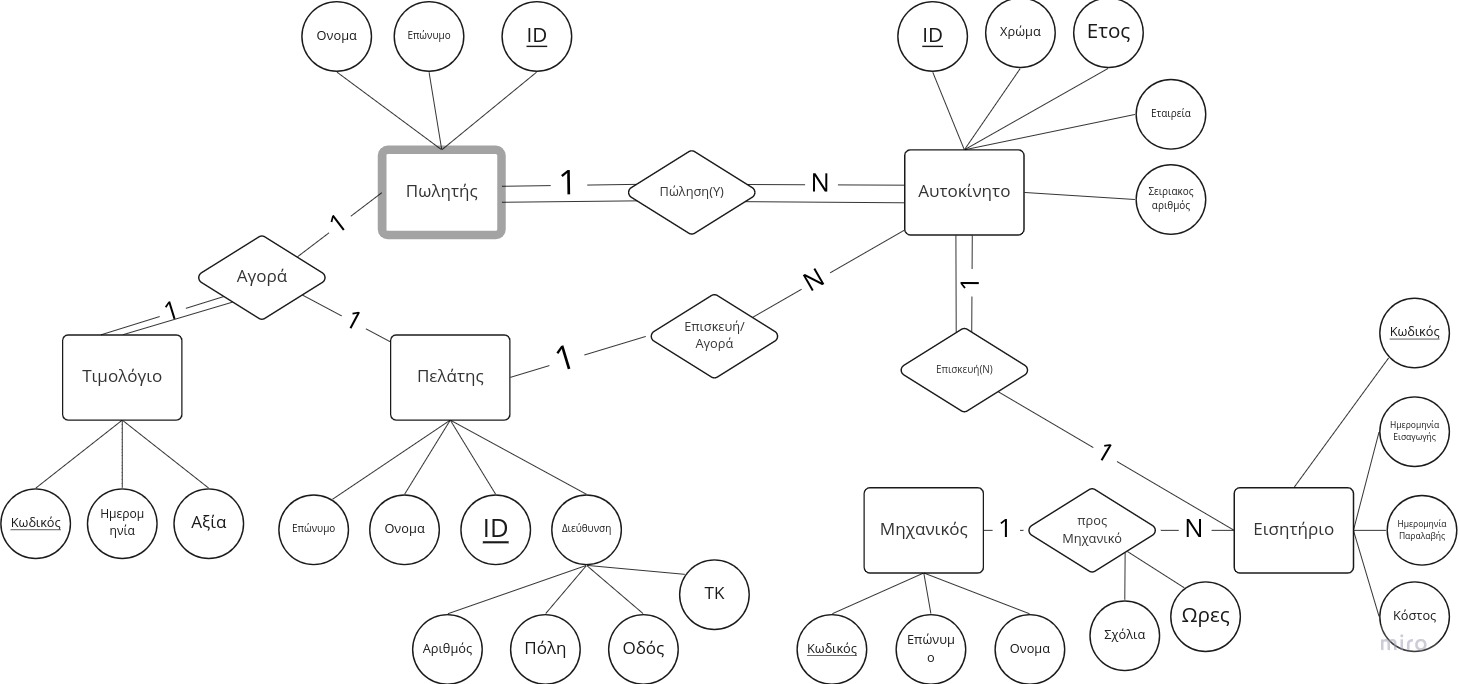 Ονομα
Επώνυμο
ID
ID
Χρώμα
Ετος
Εταιρεία
Σειριακος
αριθμός
Πωλητής
1
Πώληση(Υ)
N
Αυτοκίνητο
1
Αγορά
1
1
N
1
Επισκευή/
Αγορά
1
Επισκευή(Ν)
Τιμολόγιο
Πελάτης
1
Κωδικός
Ημερομηνία
Εισαγωγής
Ημερομηνία
Παραλαβής
Κόστος
Κωδικός
Ημερομ
ηνία
Αξία
Επώνυμο
Ονομα
ID
Διεύθυνση
Μηχανικός
1
προς
Μηχανικό
N
Εισητήριο
Αριθμός
Πόλη
Οδός
ΤΚ
Κωδικός
Επώνυμ
ο
Ονομα
Σχόλια
Ωρες
miro